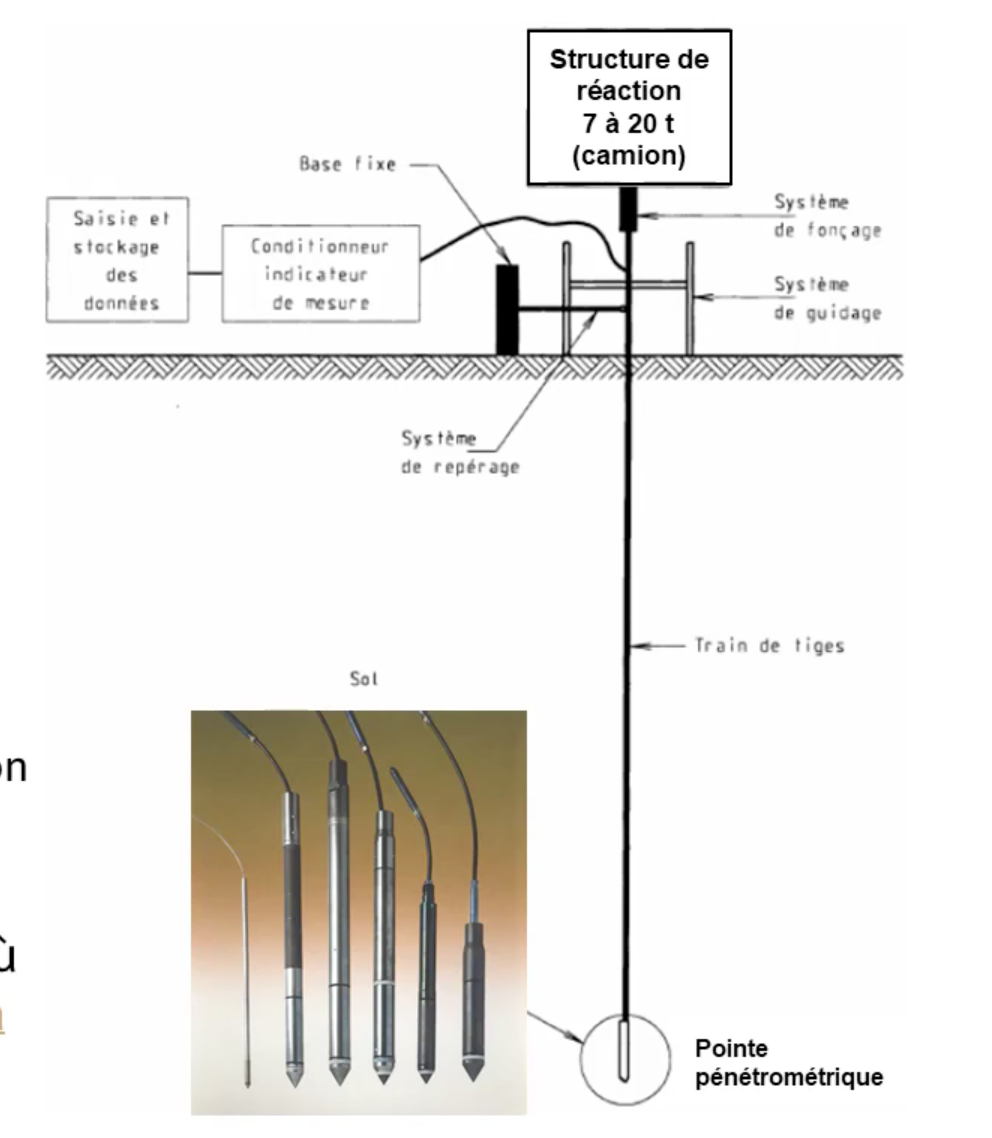 Structure de
réaction
7 à 20 t
(camion)
Base fixe
Système
de fonçage
Saisie et
stockage
des
données
Conditionneur
indicateur
de mesure
Système
de guidage
Système
de repérage
Train de tiges
Sol
on
ù
Pointe
pénétrométrique